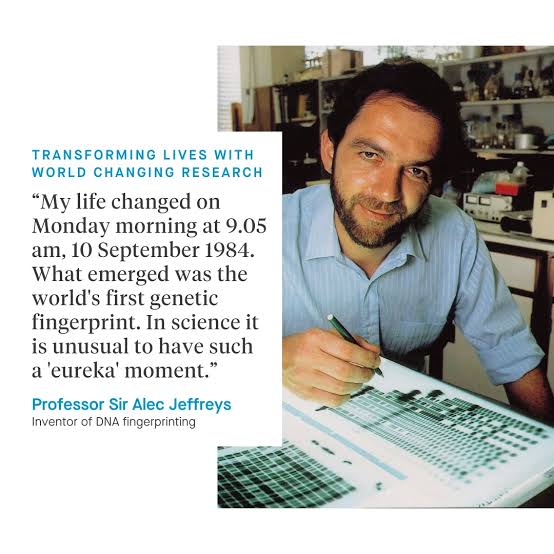 TRANSFORMING LIVES WITH
WORLD CHANGING RESEARCH
“My life changed on
Monday morning at 9.05
am, 10 September 1984.
What emerged was the
world's first genetic
fingerprint. In science it
is unusual to have such
a 'eureka' moment.”
Professor Sir Alec Jeffreys
Inventor of DNA fingerprinting